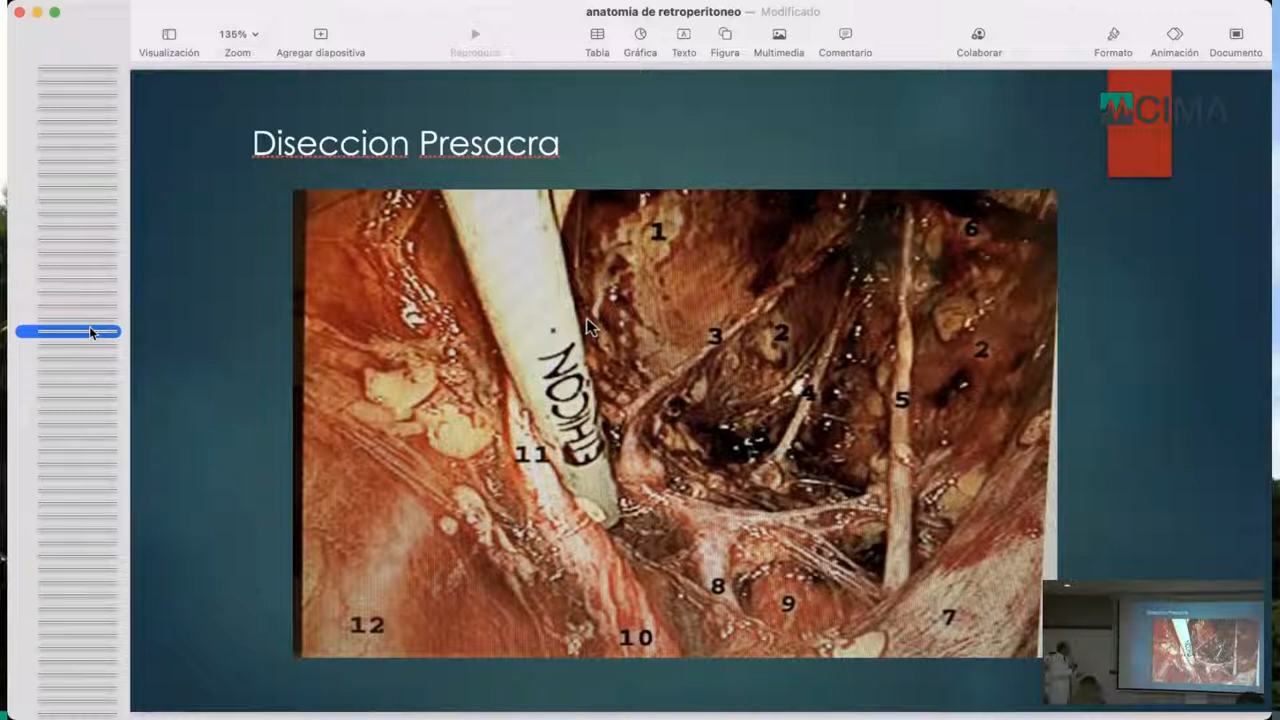 anatomia de retroperitoneo — Modificado
135%
Visualización Zoom Agregar diapositiva Reproducir Tabla Gráfica Texto Figura Multimedia Comentario Colaborar Formato Animación Documento
CIMA
Diseccion Presacra
1
6
3
2
2
4
5
ETHICON
11
8
9
7
12
10